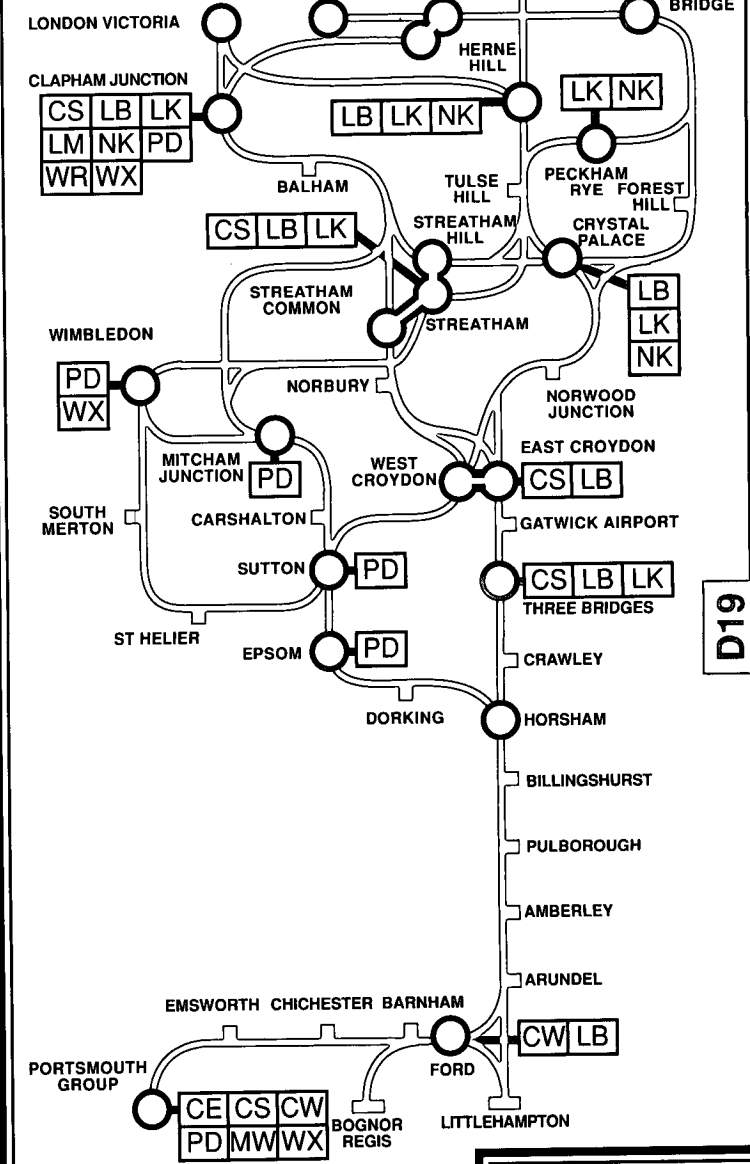 BRIDGE
LONDON VICTORIA
HERNE
HILL
CLAPHAM JUNCTION
CS LB LK
LM NK PD
WR WX
LB LK NK
LK NK
PECKHAM
RYE
BALHAM
TULSE
HILL
FOREST
HILL
STREATHAM
HILL
CRYSTAL
PALACE
CS LB LK
STREATHAM
COMMON
STREATHAM
LB
LK
NK
WIMBLEDON
PD
WX
NORBURY
NORWOOD
JUNCTION
MITCHAM
JUNCTION
PD
WEST
CROYDON
EAST CROYDON
CS LB
SOUTH
MERTON
CARSHALTON
GATWICK AIRPORT
SUTTON
PD
CS LB LK
THREE BRIDGES
D19
ST HELIER
EPSOM
PD
CRAWLEY
DORKING
HORSHAM
BILLINGSHURST
PULBOROUGH
AMBERLEY
ARUNDEL
EMSWORTH CHICHESTER BARNHAM
CW LB
FORD
PORTSMOUTH
GROUP
CE CS CW
PD MW WX
BOGNOR
REGIS
LITTLEHAMPTON